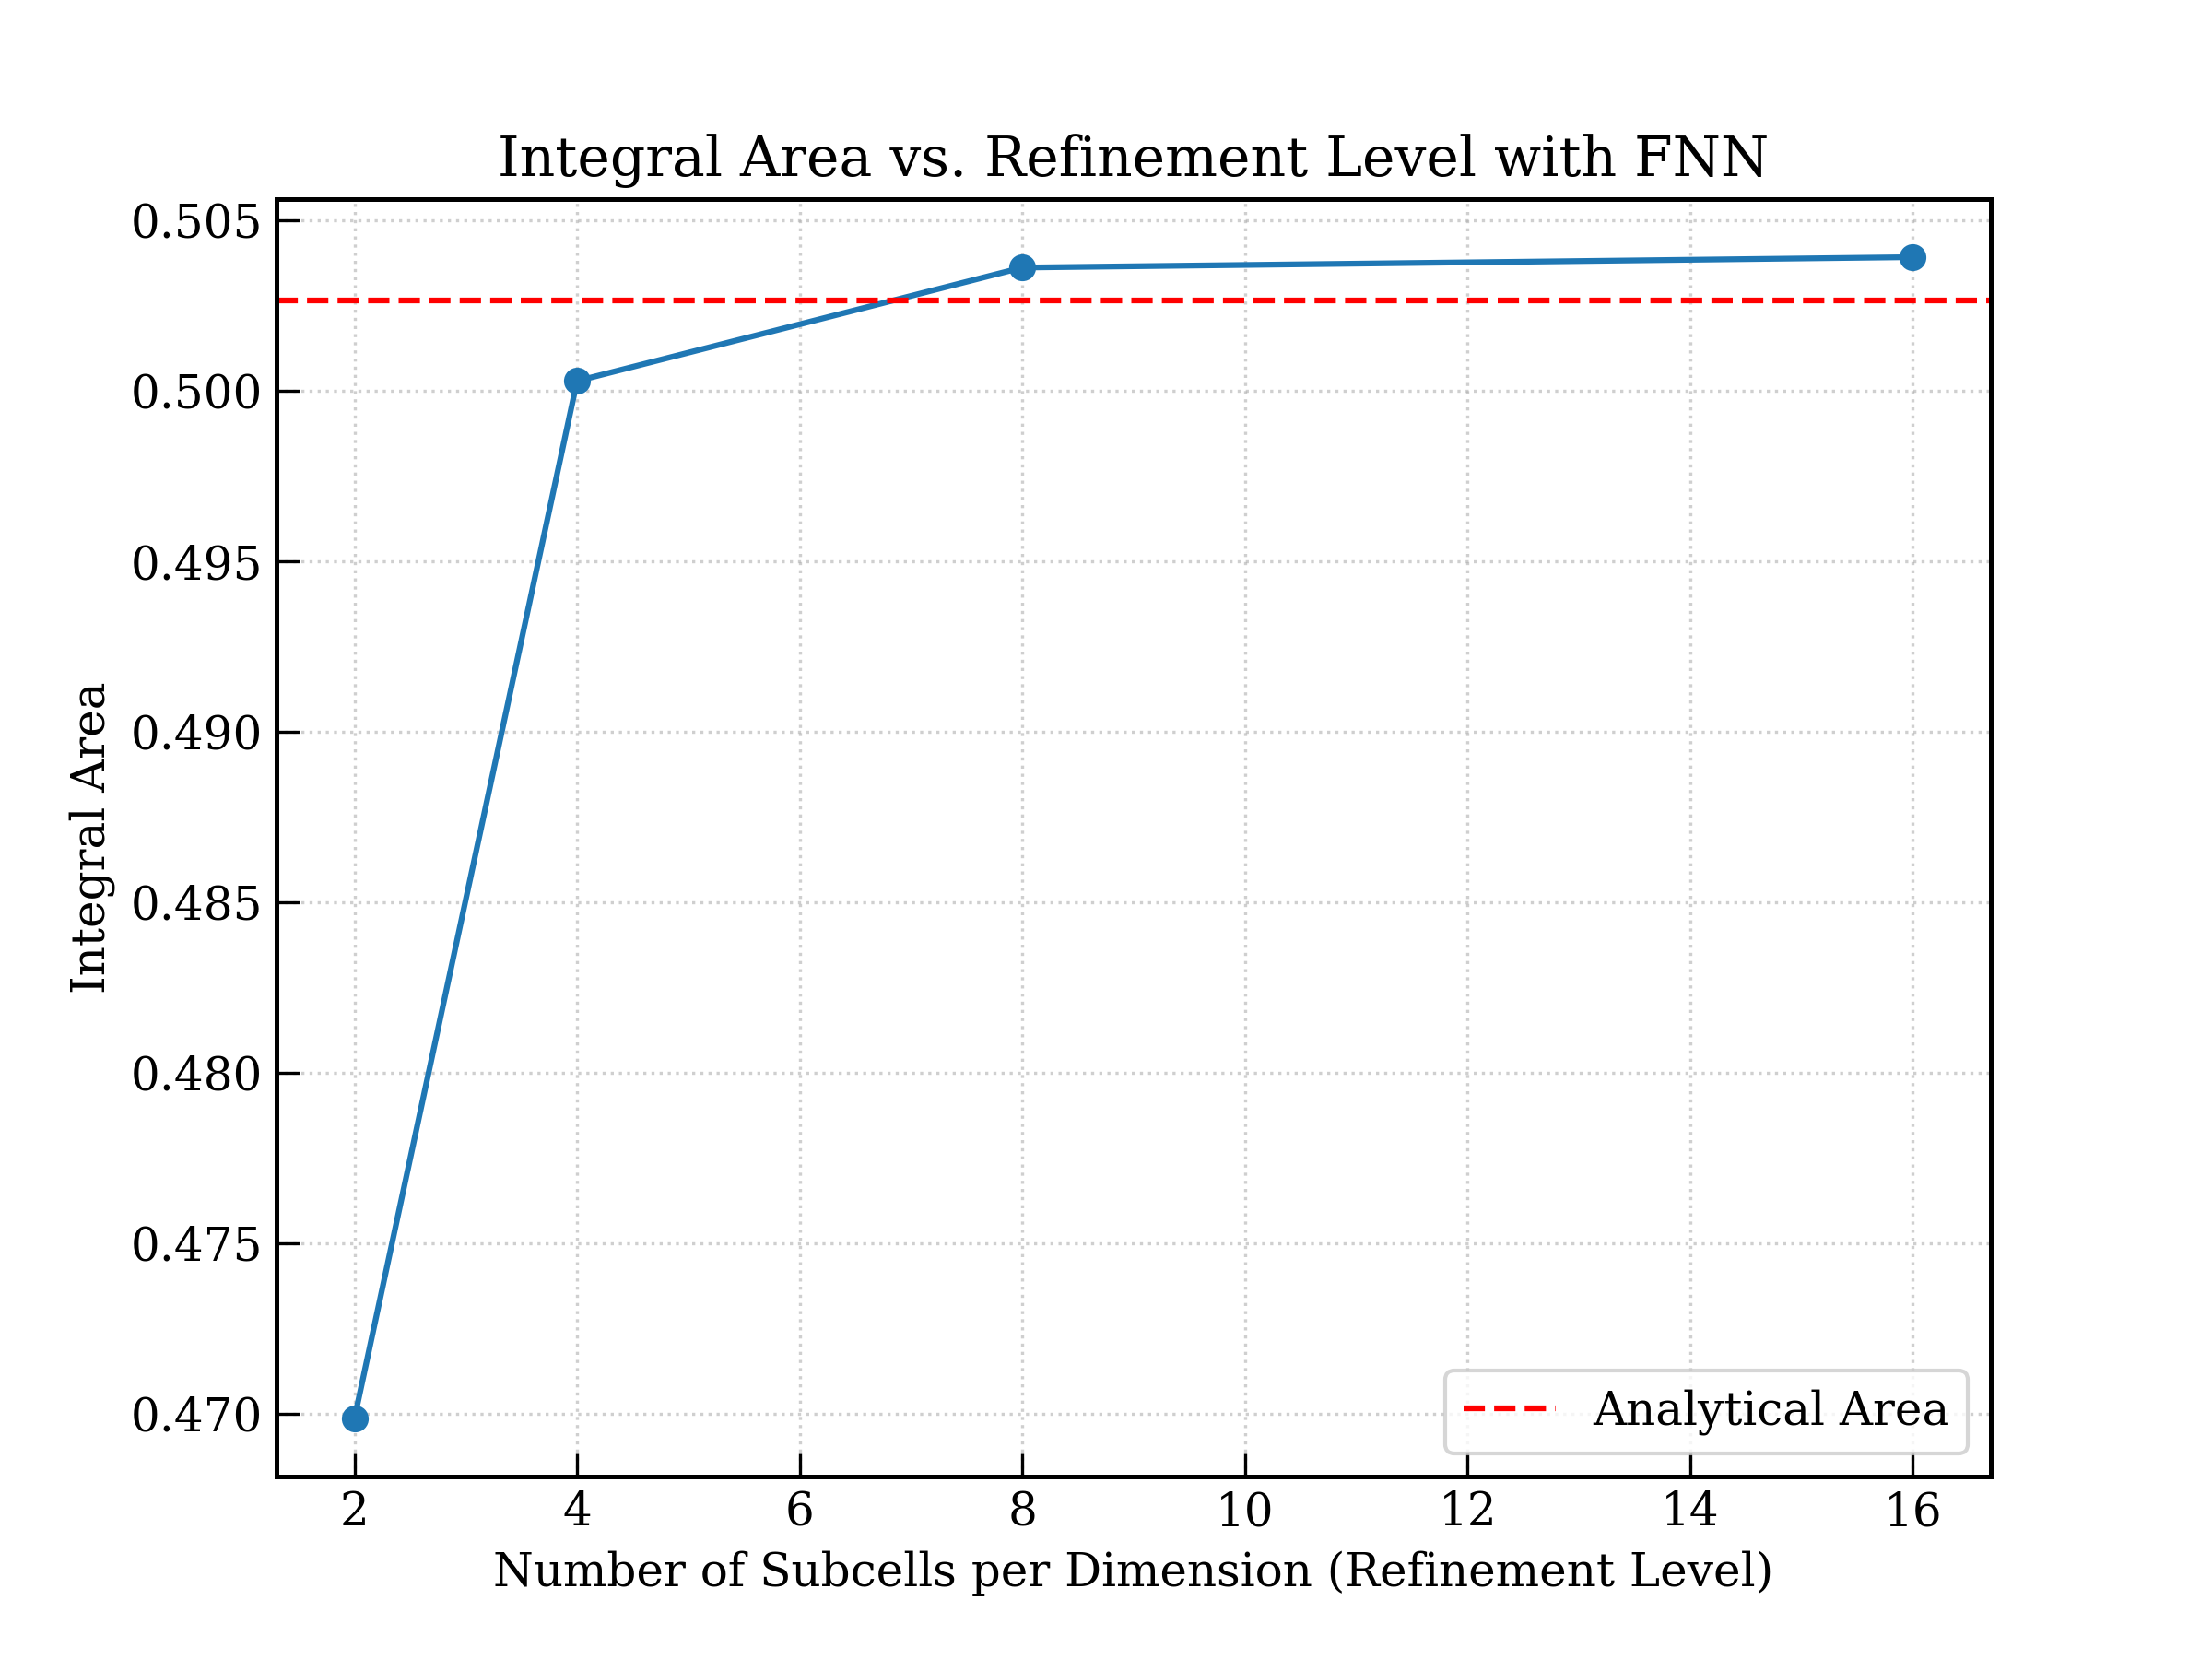 Integral Area vs. Refinement Level with FNN
0.505
0.500
0.495
0.490
0.485
0.480
0.475
0.470
Integral Area
Analytical Area
2 4 6 8 10 12 14 16
Number of Subcells per Dimension (Refinement Level)